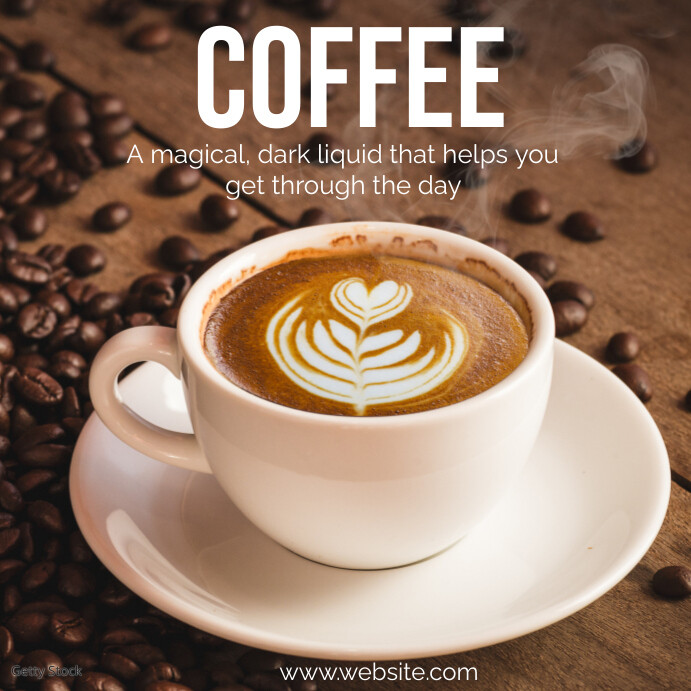 COFFEE
A magical, dark liquid that helps you
get through the day
Getty Stock
www.website.com